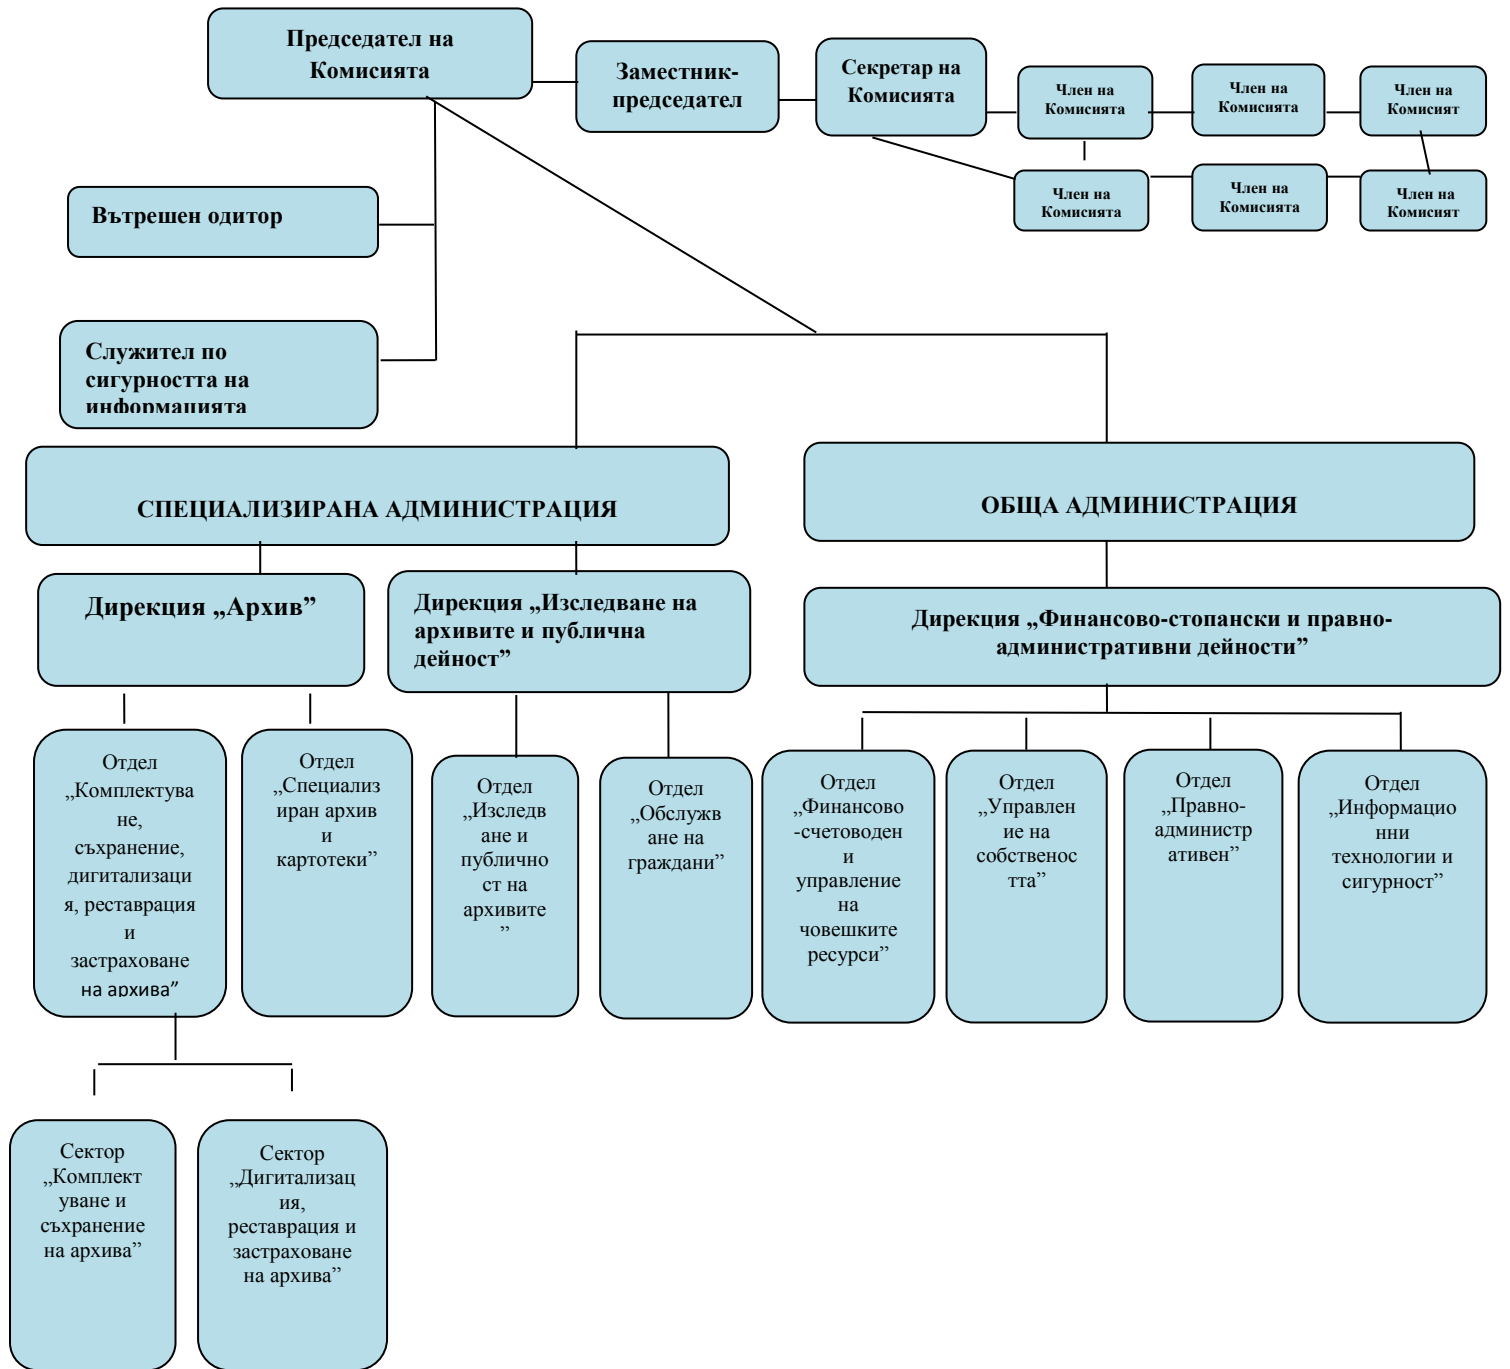 Председател на
Комисията
Заместник-
председател
Секретар на
Комисията
Член на
Комисията
Член на
Комисията
Член на
Комисият
Член на
Комисията
Член на
Комисията
Член на
Комисият
Вътрешен одитор
Служител по
сигурността на
информацията
СПЕЦИАЛИЗИРАНА АДМИНИСТРАЦИЯ
ОБЩА АДМИНИСТРАЦИЯ
Дирекция „Архив”
Дирекция „Изследване на
архивите и публична
дейност”
Дирекция „Финансово-стопански и правно-
административни дейности”
Отдел
„Комплектува
не,
съхранение,
дигитализаци
я, реставрация
и
застраховане
на архива”
Отдел
„Специализ
иран архив
и
картотеки”
Отдел
„Изследв
ане и
публично
ст на
архивите
”
Отдел
„Обслужв
ане на
граждани”
Отдел
„Финансово
-счетоводен
и
управление
на
човешките
ресурси”
Отдел
„Управлен
ие на
собственос
тта”
Отдел
„Правно-
администр
ативен”
Отдел
„Информацио
нни
технологии и
сигурност”
Сектор
„Комплект
уване и
съхранение
на архива”
Сектор
„Дигитализац
ия,
реставрация и
застраховане
на архива”